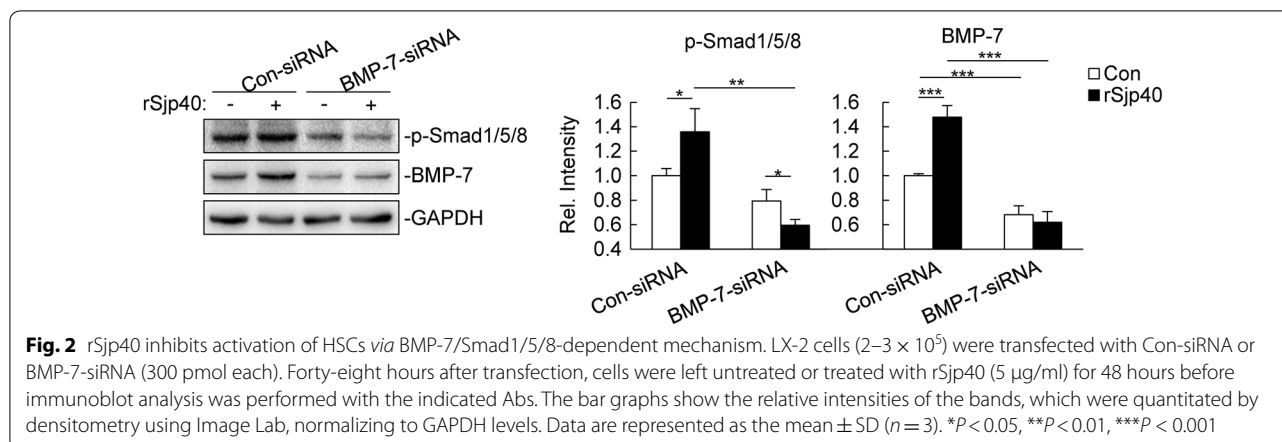 Con-siRNA
BMP-7-siRNA
rSjp40: - + - +
-p-Smad1/5/8
-BMP-7
-GAPDH
p-Smad1/5/8
* ** *
Rel. Intensity
1.6
1.4
1.2
1.0
0.8
0.6
0.4
Con-siRNA
BMP-7-siRNA
BMP-7
*** *** ***
1.6
1.4
1.2
1.0
0.8
0.6
Con-siRNA
BMP-7-siRNA
Con
rSjp40
Fig. 2 rSjp40 inhibits activation of HSCs via BMP-7/Smad1/5/8-dependent mechanism. LX-2 cells (2–3 × 10⁵) were transfected with Con-siRNA or
BMP-7-siRNA (300 pmol each). Forty-eight hours after transfection, cells were left untreated or treated with rSjp40 (5 µg/ml) for 48 hours before
immunoblot analysis was performed with the indicated Abs. The bar graphs show the relative intensities of the bands, which were quantitated by
densitometry using Image Lab, normalizing to GAPDH levels. Data are represented as the mean ± SD (n = 3). *P < 0.05, **P < 0.01, ***P < 0.001